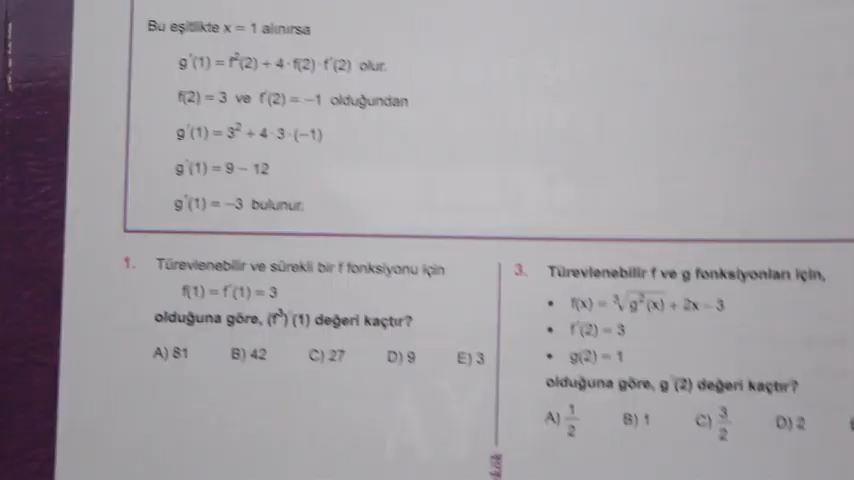 Bu eşitlikte x = 1 alınırsa
g'(1) = f²(2) + 4 · f(2) · f'(2) olur.
f(2) = 3 ve f'(2) = −1 olduğundan
g'(1) = 3² + 4 · 3 · (−1)
g'(1) = 9 − 12
g'(1) = −3 bulunur.
1. Türevlenebilir ve sürekli bir f fonksiyonu için
f(1) = f'(1) = 3
olduğuna göre, (f³)'(1) değeri kaçtır?
A) 81 B) 42 C) 27 D) 9 E) 3
3. Türevlenebilir f ve g fonksiyonları için,
• f(x) = ∛g²(x) + 2x − 3
• f'(2) = 3
• g(2) = 1
olduğuna göre, g'(2) değeri kaçtır?
A) 1/2 B) 1 C) 3/2 D) 2